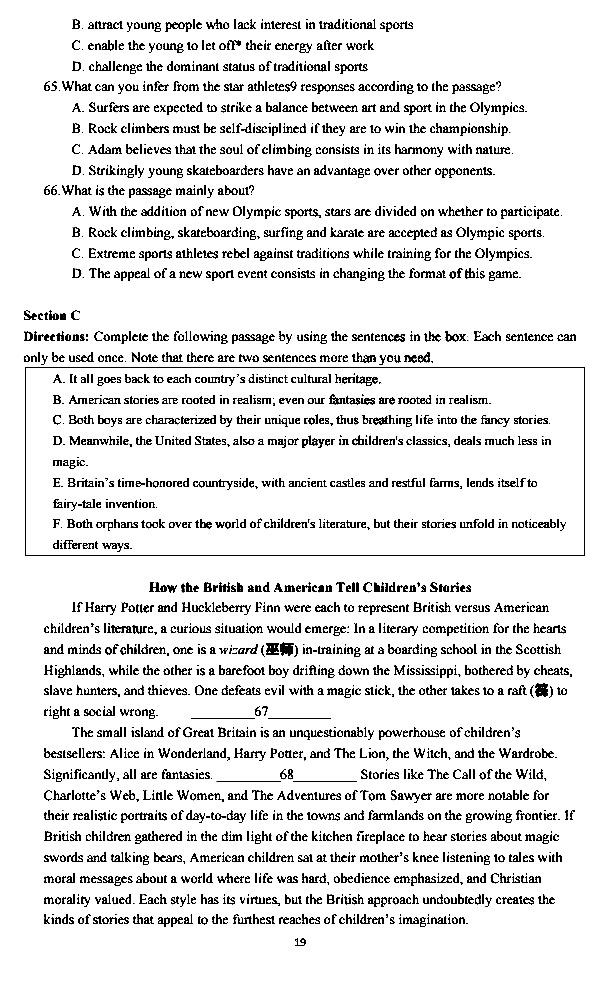 B. attract young people who lack interest in traditional sports
C. enable the young to let off* their energy after work
D. challenge the dominant status of traditional sports
65.What can you infer from the star athletes9 responses according to the passage?
A. Surfers are expected to strike a balance between art and sport in the Olympics.
B. Rock climbers must be self-disciplined if they are to win the championship.
C. Adam believes that the soul of climbing consists in its harmony with nature.
D. Strikingly young skateboarders have an advantage over other opponents.
66.What is the passage mainly about?
A. With the addition of new Olympic sports, stars are divided on whether to participate.
B. Rock climbing, skateboarding, surfing and karate are accepted as Olympic sports.
C. Extreme sports athletes rebel against traditions while training for the Olympics.
D. The appeal of a new sport event consists in changing the format of this game.
Section C
Directions: Complete the following passage by using the sentences in the box. Each sentence can
only be used once. Note that there are two sentences more than you need.
A. It all goes back to each country's distinct cultural heritage.
B. American stories are rooted in realism; even our fantasies are rooted in realism.
C. Both boys are characterized by their unique roles, thus breathing life into the fancy stories.
D. Meanwhile, the United States, also a major player in children's classics, deals much less in
magic.
E. Britain's time-honored countryside, with ancient castles and restful farms, lends itself to
fairy-tale invention.
F. Both orphans took over the world of children's literature, but their stories unfold in noticeably
different ways.
How the British and American Tell Children's Stories
If Harry Potter and Huckleberry Finn were each to represent British versus American
children's literature, a curious situation would emerge: In a literary competition for the hearts
and minds of children, one is a wizard (巫师) in-training at a boarding school in the Scottish
Highlands, while the other is a barefoot boy drifting down the Mississippi, bothered by cheats,
slave hunters, and thieves. One defeats evil with a magic stick, the other takes to a raft () to
right a social wrong. _________67_________
The small island of Great Britain is an unquestionably powerhouse of children's
bestsellers: Alice in Wonderland, Harry Potter, and The Lion, the Witch, and the Wardrobe.
Significantly, all are fantasies. _________68_________ Stories like The Call of the Wild,
Charlotte's Web, Little Women, and The Adventures of Tom Sawyer are more notable for
their realistic portraits of day-to-day life in the towns and farmlands on the growing frontier. If
British children gathered in the dim light of the kitchen fireplace to hear stories about magic
swords and talking bears, American children sat at their mother's knee listening to tales with
moral messages about a world where life was hard, obedience emphasized, and Christian
morality valued. Each style has its virtues, but the British approach undoubtedly creates the
kinds of stories that appeal to the furthest reaches of children's imagination.
19